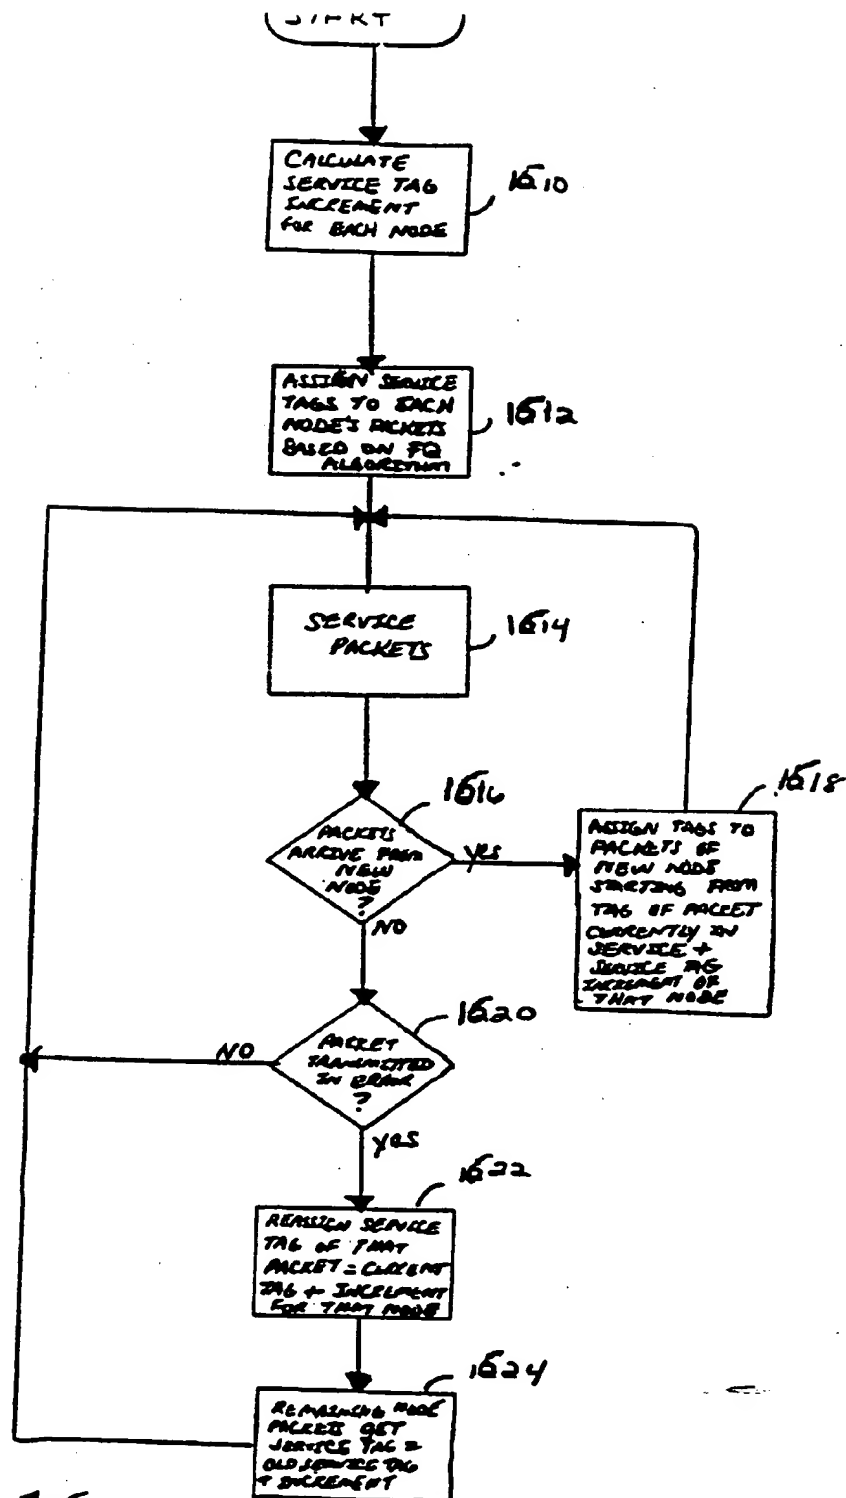 START
CALCULATE
SERVICE TAG
INCREMENT
FOR EACH NODE
1610
ASSIGN SERVICE
TAGS TO EACH
NODE'S PACKETS
BASED ON FQ
ALGORITHM
1612
SERVICE
PACKETS
1614
PACKETS
ARRIVE FROM
NEW
NODE
?
1616
YES
NO
ASSIGN TAGS TO
PACKETS OF
NEW NODE
STARTING FROM
TAG OF PACKET
CURRENTLY IN
SERVICE +
SERVICE TAG
INCREMENT OF
THAT NODE
1618
PACKET
TRANSMITTED
IN ERROR
?
1620
NO
YES
REASSIGN SERVICE
TAG OF THAT
PACKET = CURRENT
TAG + INCREMENT
FOR THAT NODE
1622
REMAINING NODE
PACKETS GET
SERVICE TAG =
OLD SERVICE TAG
+ INCREMENT
1624